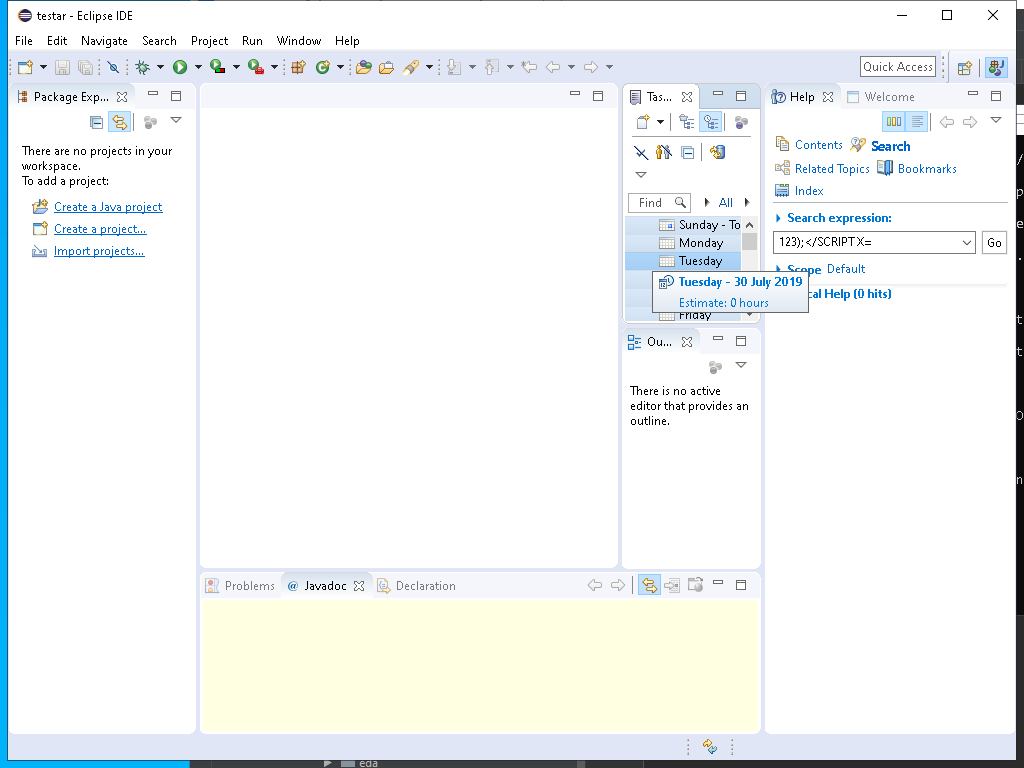 testar - Eclipse IDE
File Edit Navigate Search Project Run Window Help
Quick Access
Package Exp...
There are no projects in your
workspace.
To add a project:
Create a Java project
Create a project...
Import projects...
Tas...
Find
All
Sunday - To
Monday
Tuesday
Tuesday - 30 July 2019
Estimate: 0 hours
Friday
Ou...
There is no active
editor that provides an
outline.
Help
Welcome
Contents
Search
Related Topics
Bookmarks
Index
Search expression:
123);</SCRIPTX=
Go
Scope Default
cal Help (0 hits)
Problems
@ Javadoc
Declaration
eda